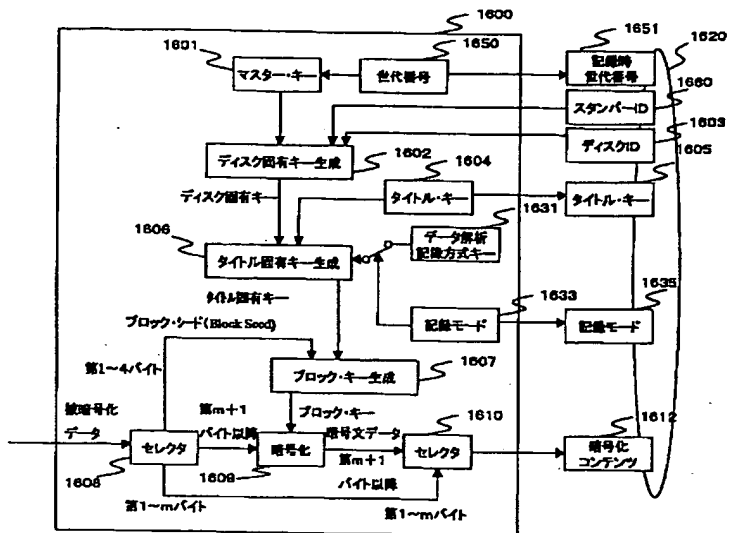 1600
1601
1650
1651
1620
マスター・キー
世代番号
記録時
世代番号
1660
スタンパーID
1603
ディスクID
1605
ディスク固有キー生成
1602
1604
ディスク固有キー
タイトル・キー
タイトル・キー
1631
1606
データ解析
記録方式キー
タイトル固有キー生成
タイトル固有キー
1633
1635
ブロック・シード(Block Seed)
記録モード
記録モード
第1~4バイト
ブロック・キー生成
1607
被暗号化
データ
第m+1
バイト以降
ブロック・キー
暗号文データ
1610
1612
セレクタ
暗号化
第m+1
バイト以降
セレクタ
暗号化
コンテンツ
1608
1609
第1~mバイト
第1~mバイト